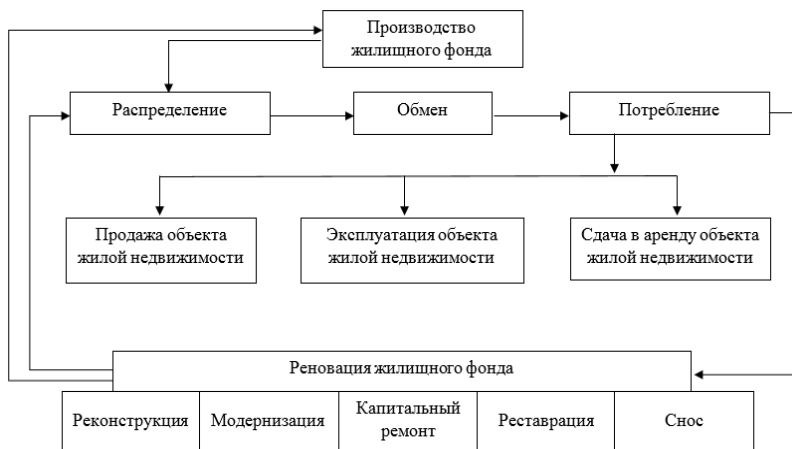 Производство
жилищного фонда
Распределение
Обмен
Потребление
Продажа объекта
жилой недвижимости
Эксплуатация объекта
жилой недвижимости
Сдача в аренду объекта
жилой недвижимости
Реновация жилищного фонда
Реконструкция
Модернизация
Капитальный
ремонт
Реставрация
Снос